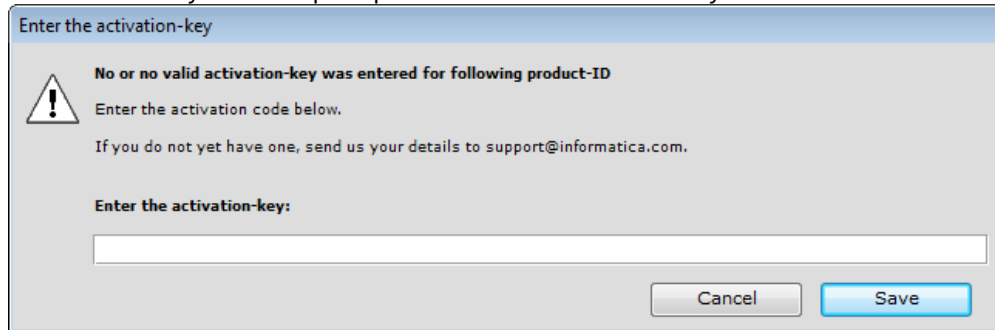 Enter the activation-key
No or no valid activation-key was entered for following product-ID
Enter the activation code below.
If you do not yet have one, send us your details to support@informatica.com.
Enter the activation-key:
Cancel Save